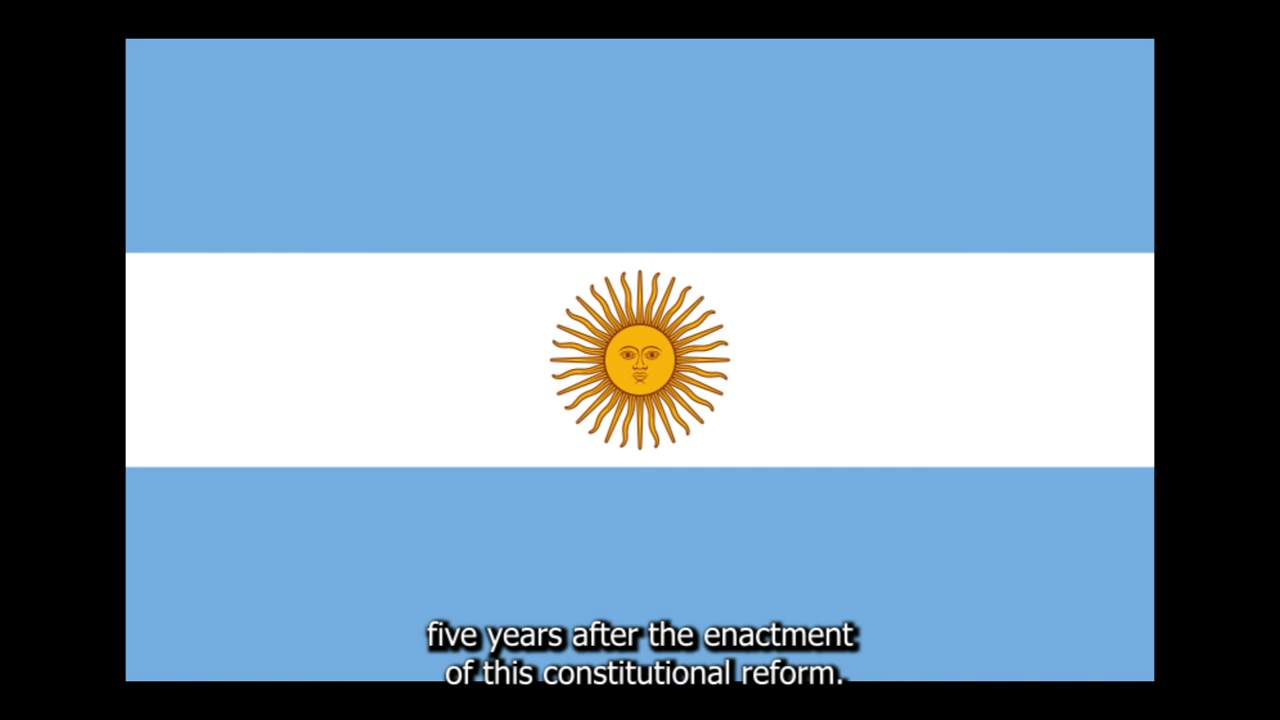 five years after the enactment
of this constitutional reform.